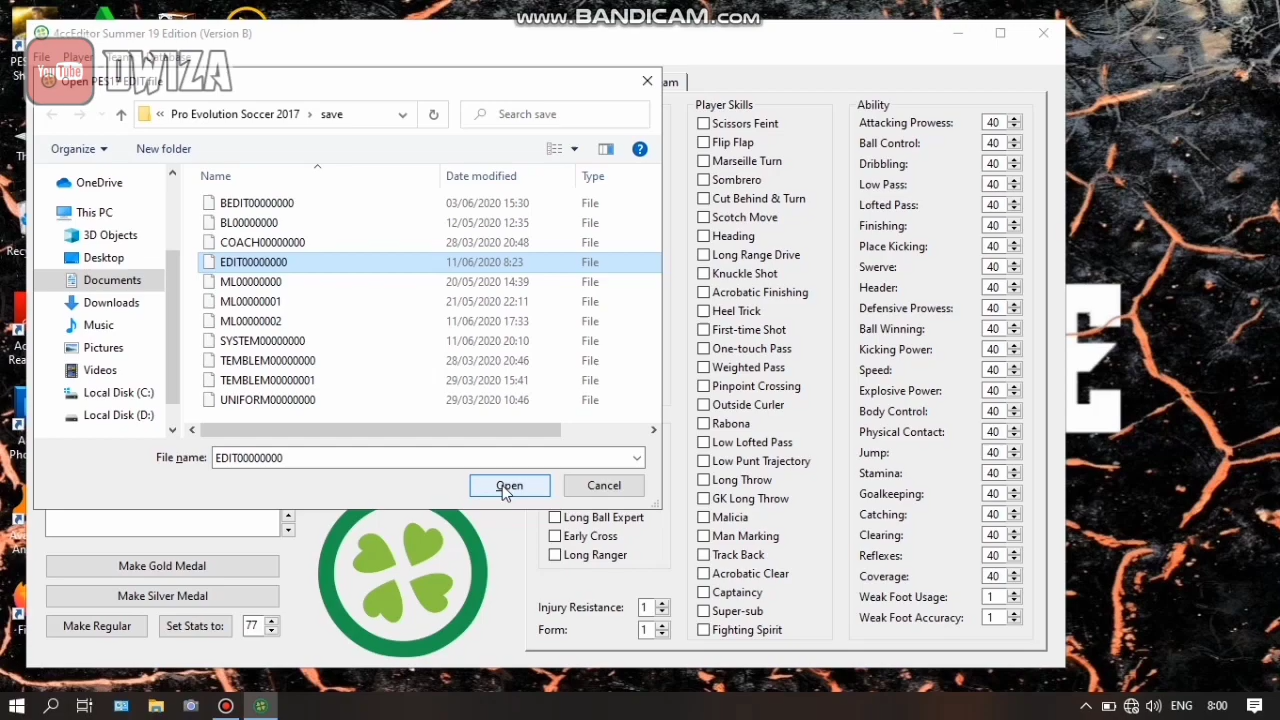 www.BANDICAM.com
4ccEditor Summer 19 Edition (Version B)
File Player Team Database
YouTube TWIZA
Open PES17 EDIT file
Pro Evolution Soccer 2017 › save
Search save
Organize New folder
OneDrive
This PC
3D Objects
Desktop
Documents
Downloads
Music
Pictures
Videos
Local Disk (C:)
Local Disk (D:)
Name Date modified Type
BEDIT00000000 03/06/2020 15:30 File
BL00000000 12/05/2020 12:35 File
COACH00000000 28/03/2020 20:48 File
EDIT00000000 11/06/2020 8:23 File
ML00000000 20/05/2020 14:39 File
ML00000001 21/05/2020 22:11 File
ML00000002 11/06/2020 17:33 File
SYSTEM00000000 11/06/2020 20:10 File
TEMBLEM00000000 28/03/2020 20:46 File
TEMBLEM00000001 29/03/2020 15:41 File
UNIFORM00000000 29/03/2020 10:46 File
File name: EDIT00000000
Open Cancel
Make Gold Medal
Make Silver Medal
Make Regular Set Stats to: 77
Long Ball Expert
Early Cross
Long Ranger
Injury Resistance: 1
Form: 1
Player Skills
Scissors Feint
Flip Flap
Marseille Turn
Sombrero
Cut Behind & Turn
Scotch Move
Heading
Long Range Drive
Knuckle Shot
Acrobatic Finishing
Heel Trick
First-time Shot
One-touch Pass
Weighted Pass
Pinpoint Crossing
Outside Curler
Rabona
Low Lofted Pass
Low Punt Trajectory
Long Throw
GK Long Throw
Malicia
Man Marking
Track Back
Acrobatic Clear
Captaincy
Super-sub
Fighting Spirit
Ability
Attacking Prowess: 40
Ball Control: 40
Dribbling: 40
Low Pass: 40
Lofted Pass: 40
Finishing: 40
Place Kicking: 40
Swerve: 40
Header: 40
Defensive Prowess: 40
Ball Winning: 40
Kicking Power: 40
Speed: 40
Explosive Power: 40
Body Control: 40
Physical Contact: 40
Jump: 40
Stamina: 40
Goalkeeping: 40
Catching: 40
Clearing: 40
Reflexes: 40
Coverage: 40
Weak Foot Usage: 1
Weak Foot Accuracy: 1
ENG 8:00